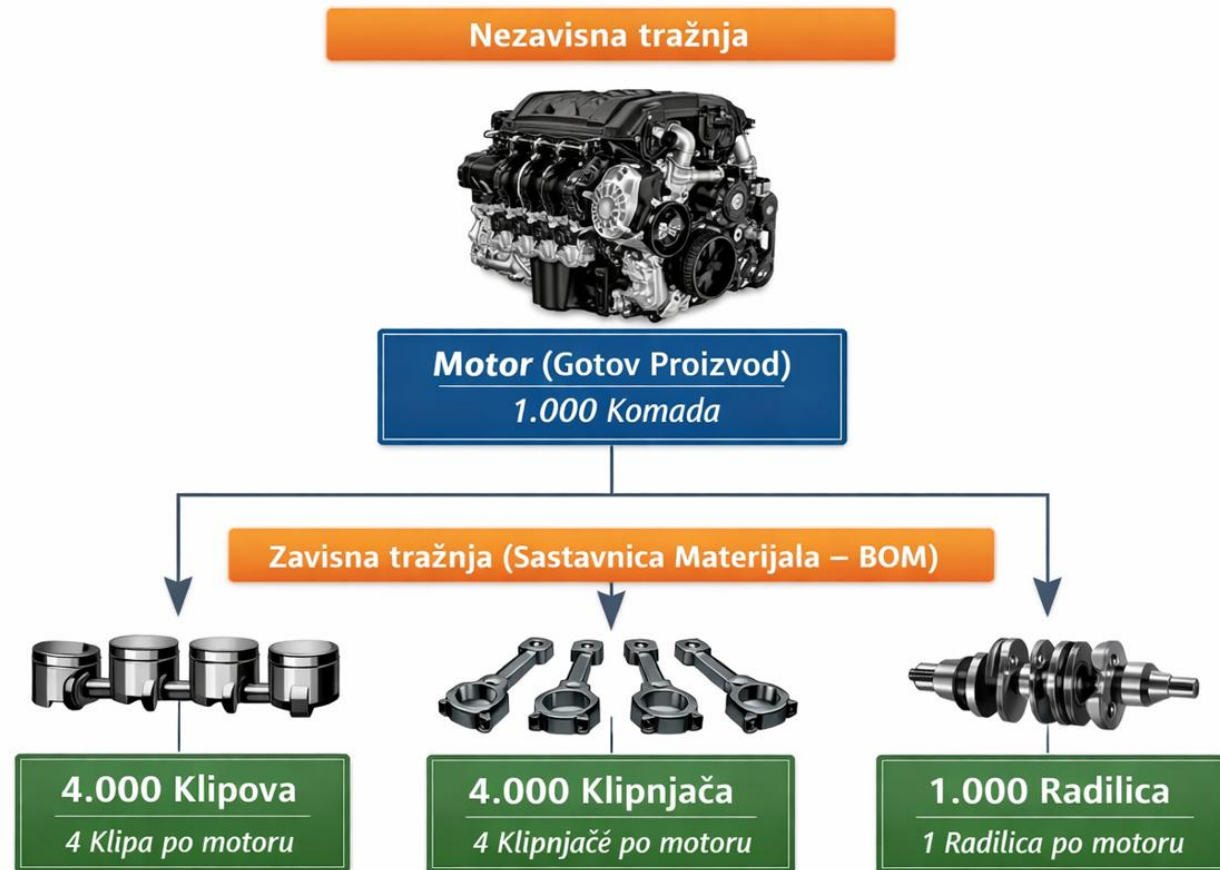 Nezavisna tražnja
Motor (Gotov Proizvod)
1.000 Komada
Zavisna tražnja (Sastavnica Materijala – BOM)
4.000 Klipova
4 Klipa po motoru
4.000 Klipnjača
4 Klipnjačé po motoru
1.000 Radilica
1 Radilica po motoru